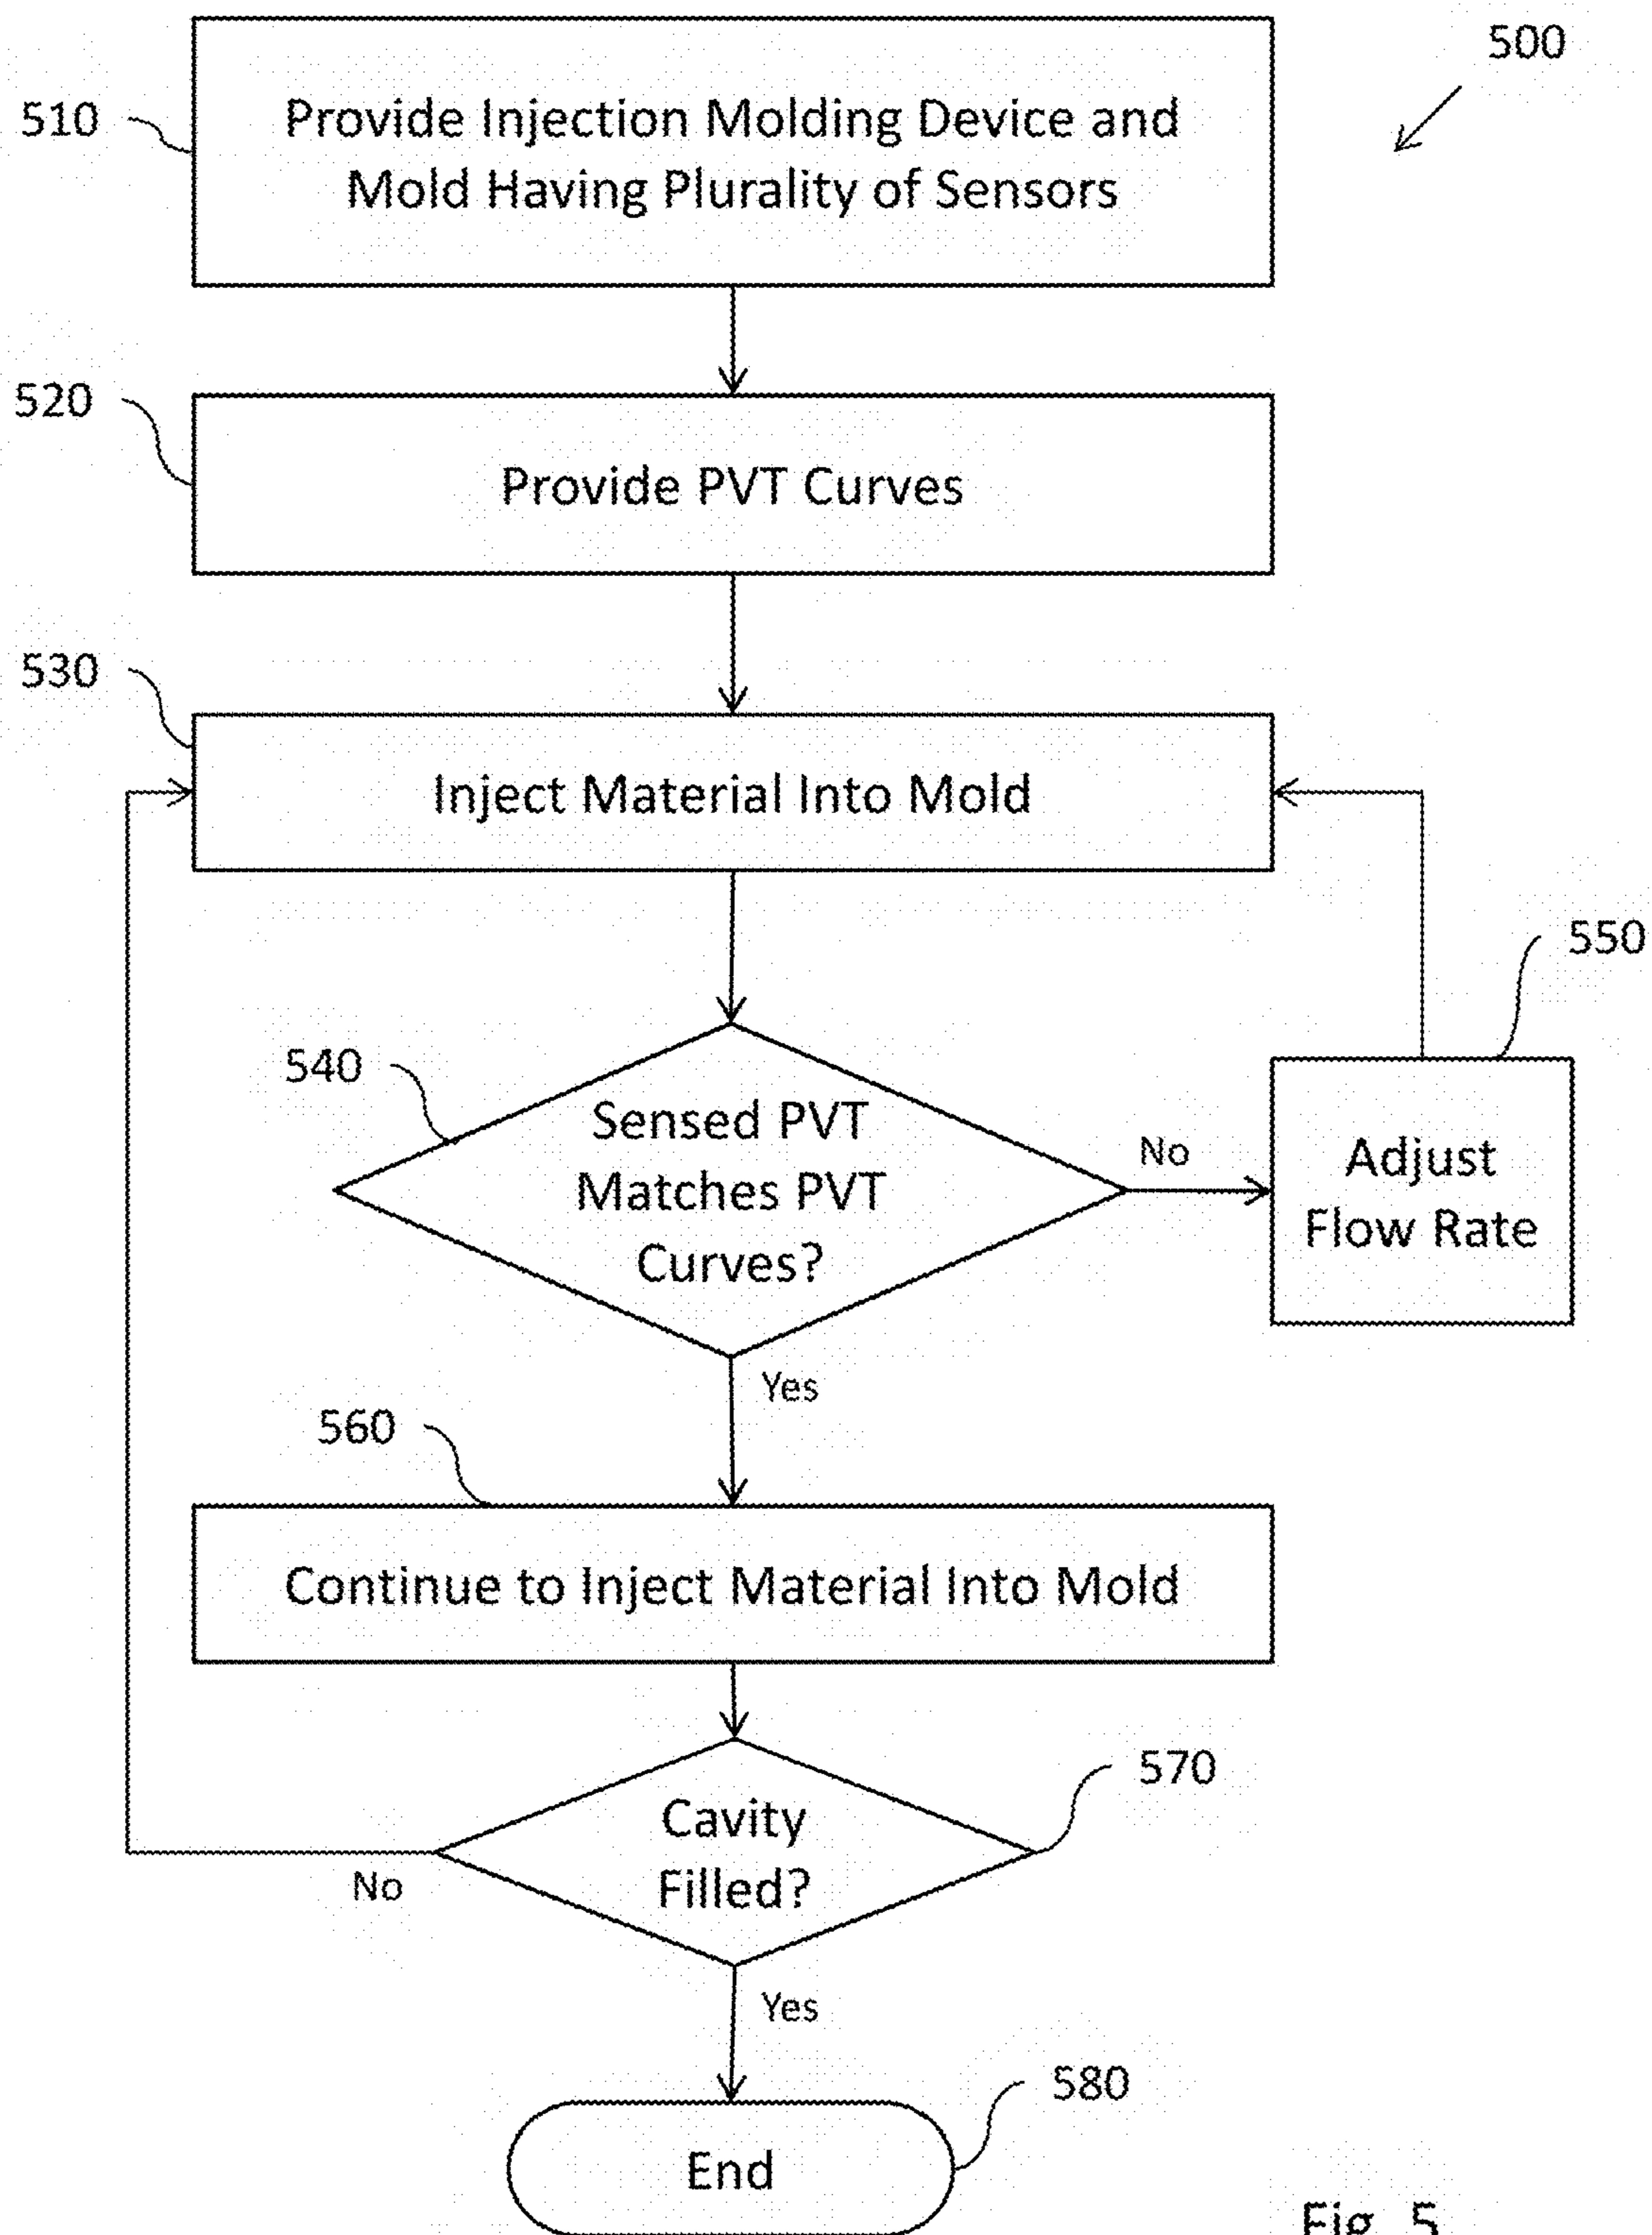 500
510
Provide Injection Molding Device and
Mold Having Plurality of Sensors
520
Provide PVT Curves
530
Inject Material Into Mold
550
540
Sensed PVT
Matches PVT
Curves?
No
Adjust
Flow Rate
Yes
560
Continue to Inject Material Into Mold
570
Cavity
Filled?
No
Yes
580
End
Fig. 5